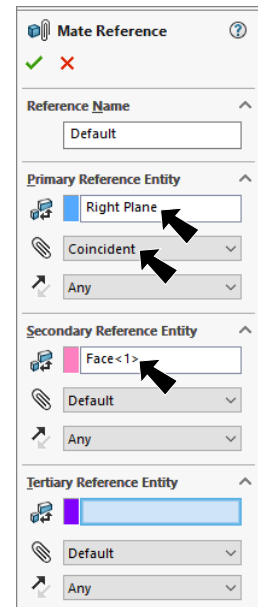 Mate Reference
Reference Name
Default
Primary Reference Entity
Right Plane
Coincident
Any
Secondary Reference Entity
Face<1>
Default
Any
Tertiary Reference Entity
Default
Any